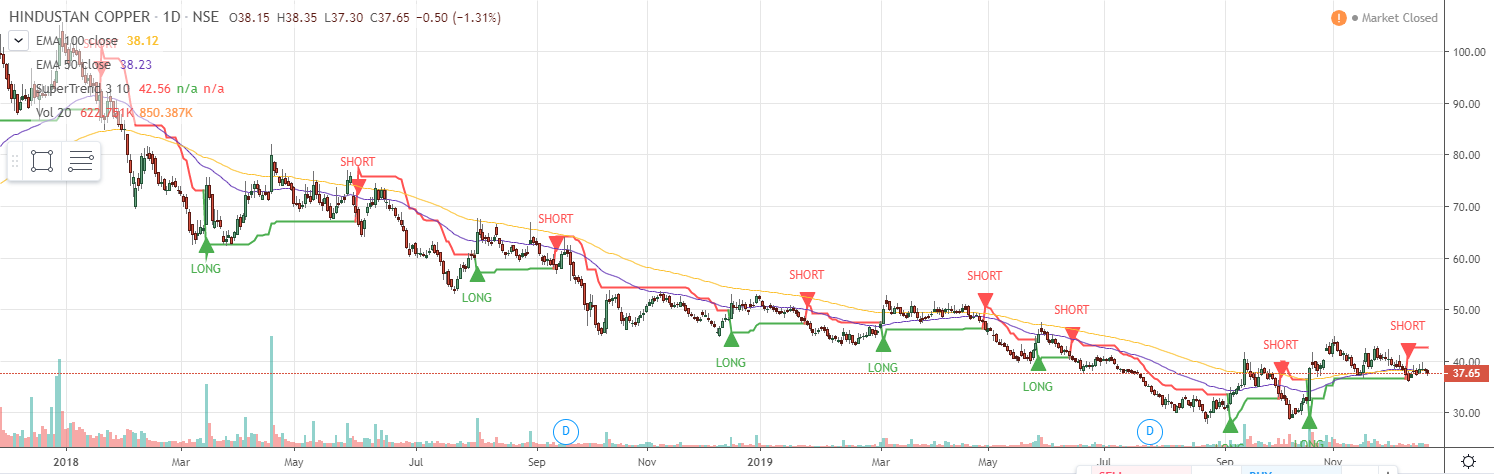 HINDUSTAN COPPER · 1D · NSE O38.15 H38.35 L37.30 C37.65 −0.50 (−1.31%)
! Market Closed
EMA 100 close 38.12
SHORT
EMA 50 close 38.23
SuperTrend 3 10 42.56 n/a n/a
Vol 20 622.751K 850.387K
100.00
90.00
80.00
70.00
60.00
50.00
40.00
37.65
30.00
SHORT
SHORT
SHORT
SHORT
SHORT
SHORT
SHORT
LONG
LONG
LONG
LONG
LONG
LONG
D
D
2018 Mar May Jul Sep Nov 2019 Mar May Jul Sep Nov
SELL BUY